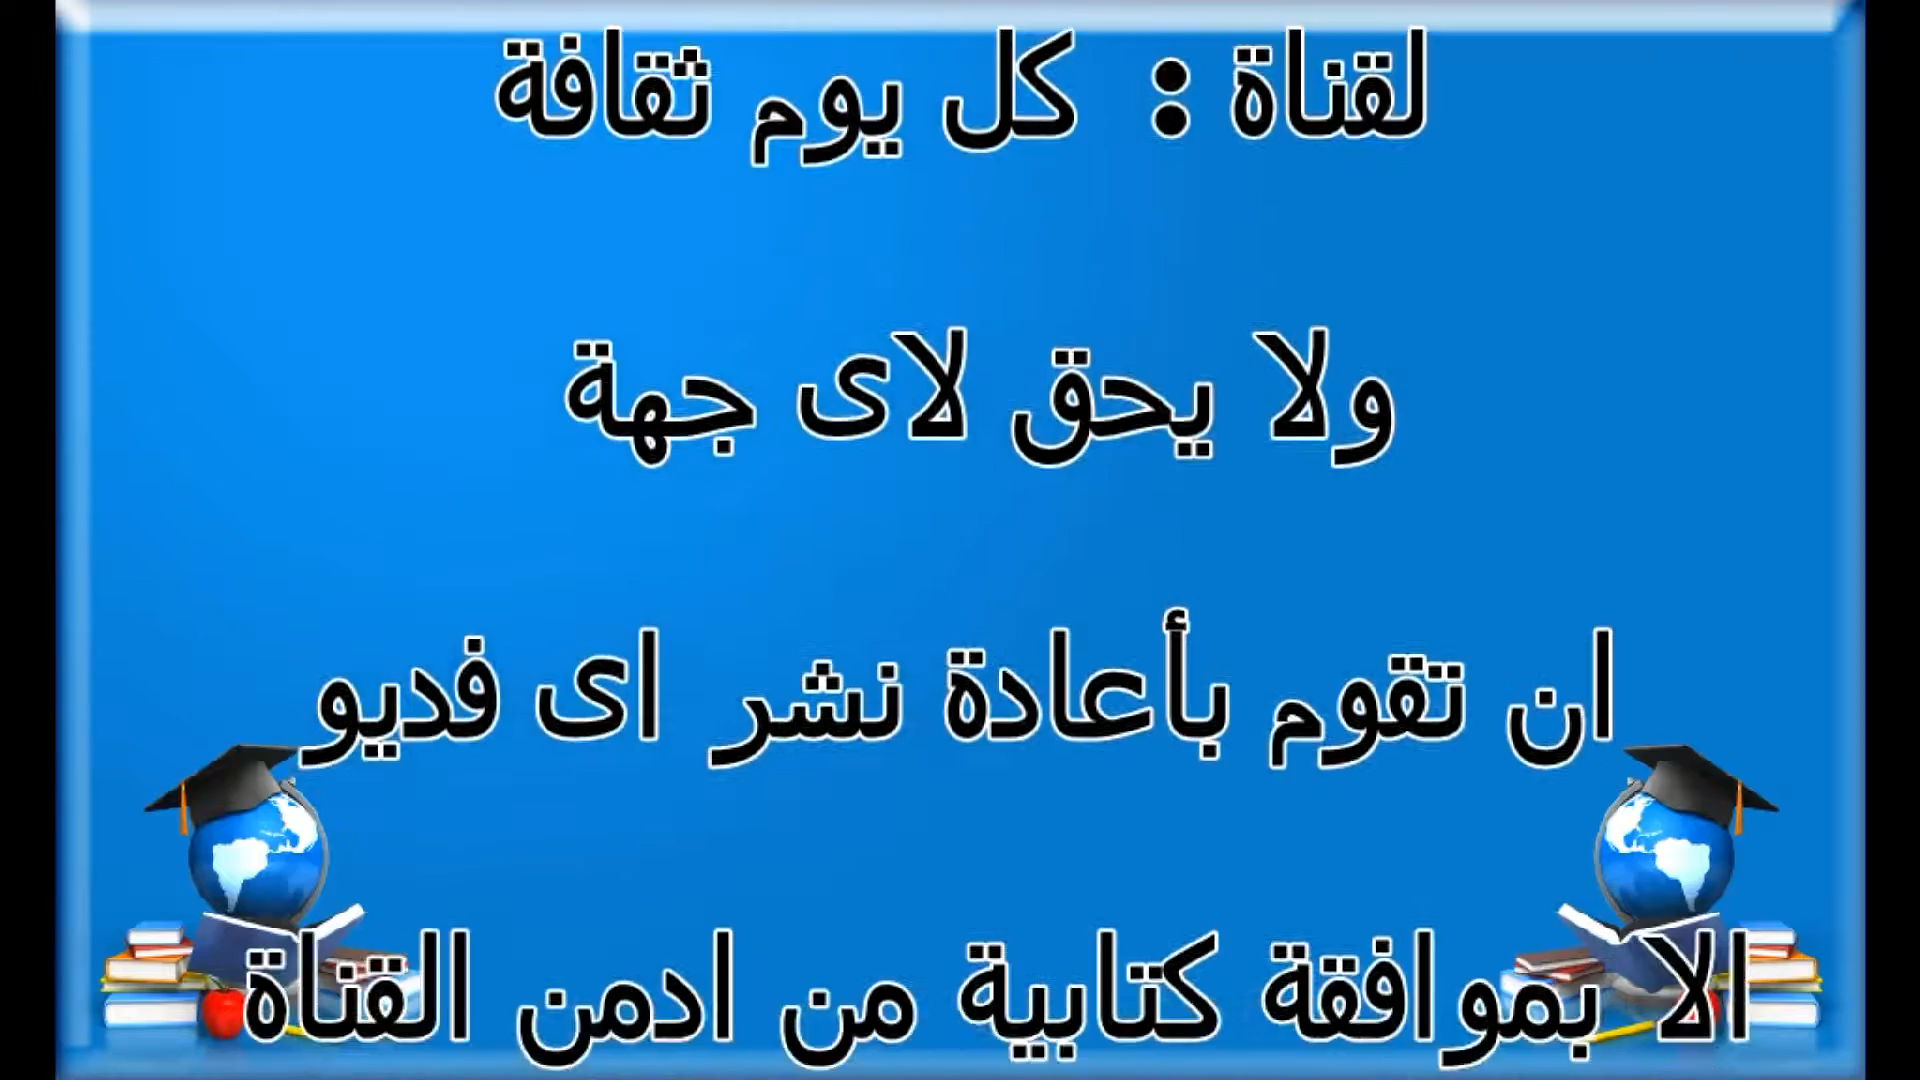 لقناة : كل يوم ثقافة
ولا يحق لاى جهة
ان تقوم بأعادة نشر اى فديو
الا بموافقة كتابية من ادمن القناة